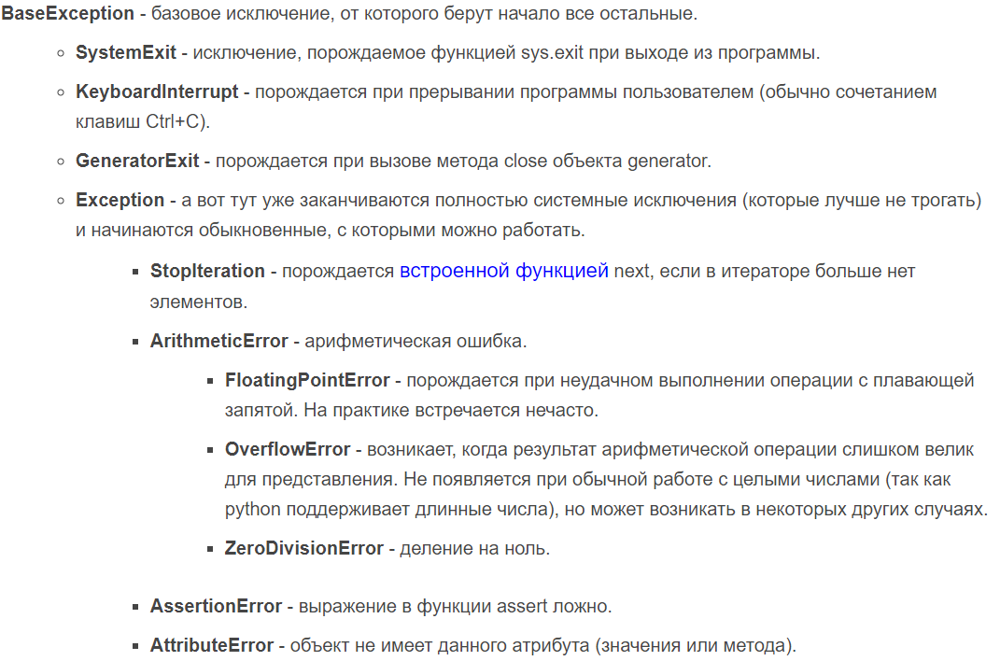 BaseException - базовое исключение, от которого берут начало все остальные.
SystemExit - исключение, порождаемое функцией sys.exit при выходе из программы.
KeyboardInterrupt - порождается при прерывании программы пользователем (обычно сочетанием
клавиш Ctrl+C).
GeneratorExit - порождается при вызове метода close объекта generator.
Exception - а вот тут уже заканчиваются полностью системные исключения (которые лучше не трогать)
и начинаются обыкновенные, с которыми можно работать.
StopIteration - порождается встроенной функцией next, если в итераторе больше нет
элементов.
ArithmeticError - арифметическая ошибка.
FloatingPointError - порождается при неудачном выполнении операции с плавающей
запятой. На практике встречается нечасто.
OverflowError - возникает, когда результат арифметической операции слишком велик
для представления. Не появляется при обычной работе с целыми числами (так как
python поддерживает длинные числа), но может возникать в некоторых других случаях.
ZeroDivisionError - деление на ноль.
AssertionError - выражение в функции assert ложно.
AttributeError - объект не имеет данного атрибута (значения или метода).